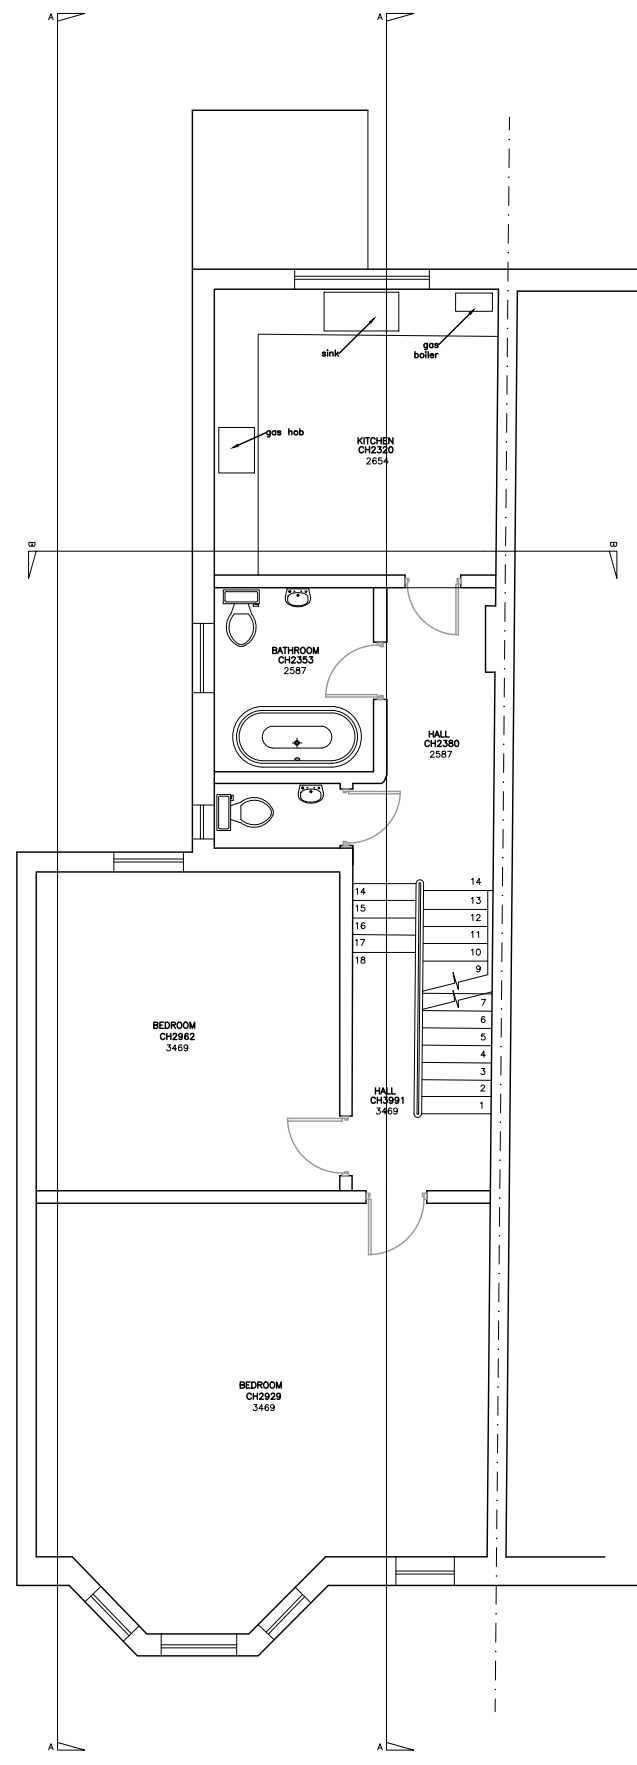 A
A
sink
gas
boiler
gas hob
KITCHEN
CH2320
2654
B
B
BATHROOM
CH2353
2587
HALL
CH2380
2587
14
15
16
17
18
14
13
12
11
10
9
7
6
5
4
3
2
1
BEDROOM
CH2962
3469
HALL
CH3991
3469
BEDROOM
CH2929
3469
A
A